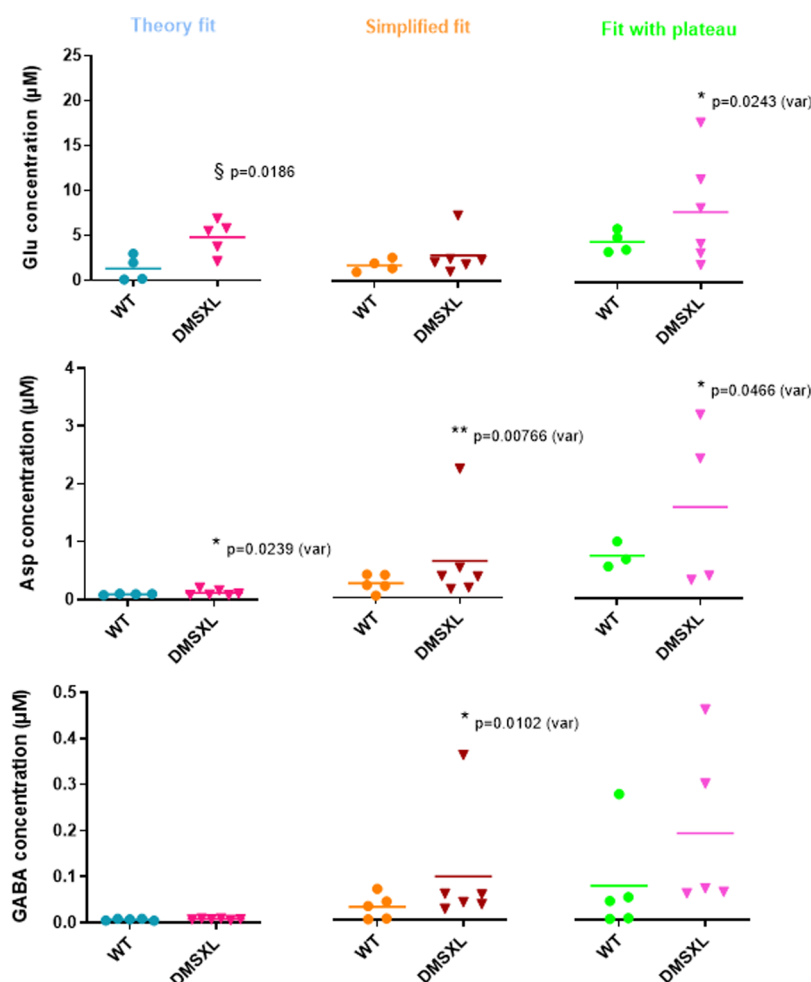 Theory fit
Simplified fit
Fit with plateau
Glu concentration (µM)
25
20
15
10
5
0
§ p=0.0186
* p=0.0243 (var)
WT
DMSXL
WT
DMSXL
WT
DMSXL
Asp concentration (µM)
4
3
2
1
0
* p=0.0239 (var)
** p=0.00766 (var)
* p=0.0466 (var)
WT
DMSXL
WT
DMSXL
WT
DMSXL
GABA concentration (µM)
0.5
0.4
0.3
0.2
0.1
0.0
* p=0.0102 (var)
WT
DMSXL
WT
DMSXL
WT
DMSXL